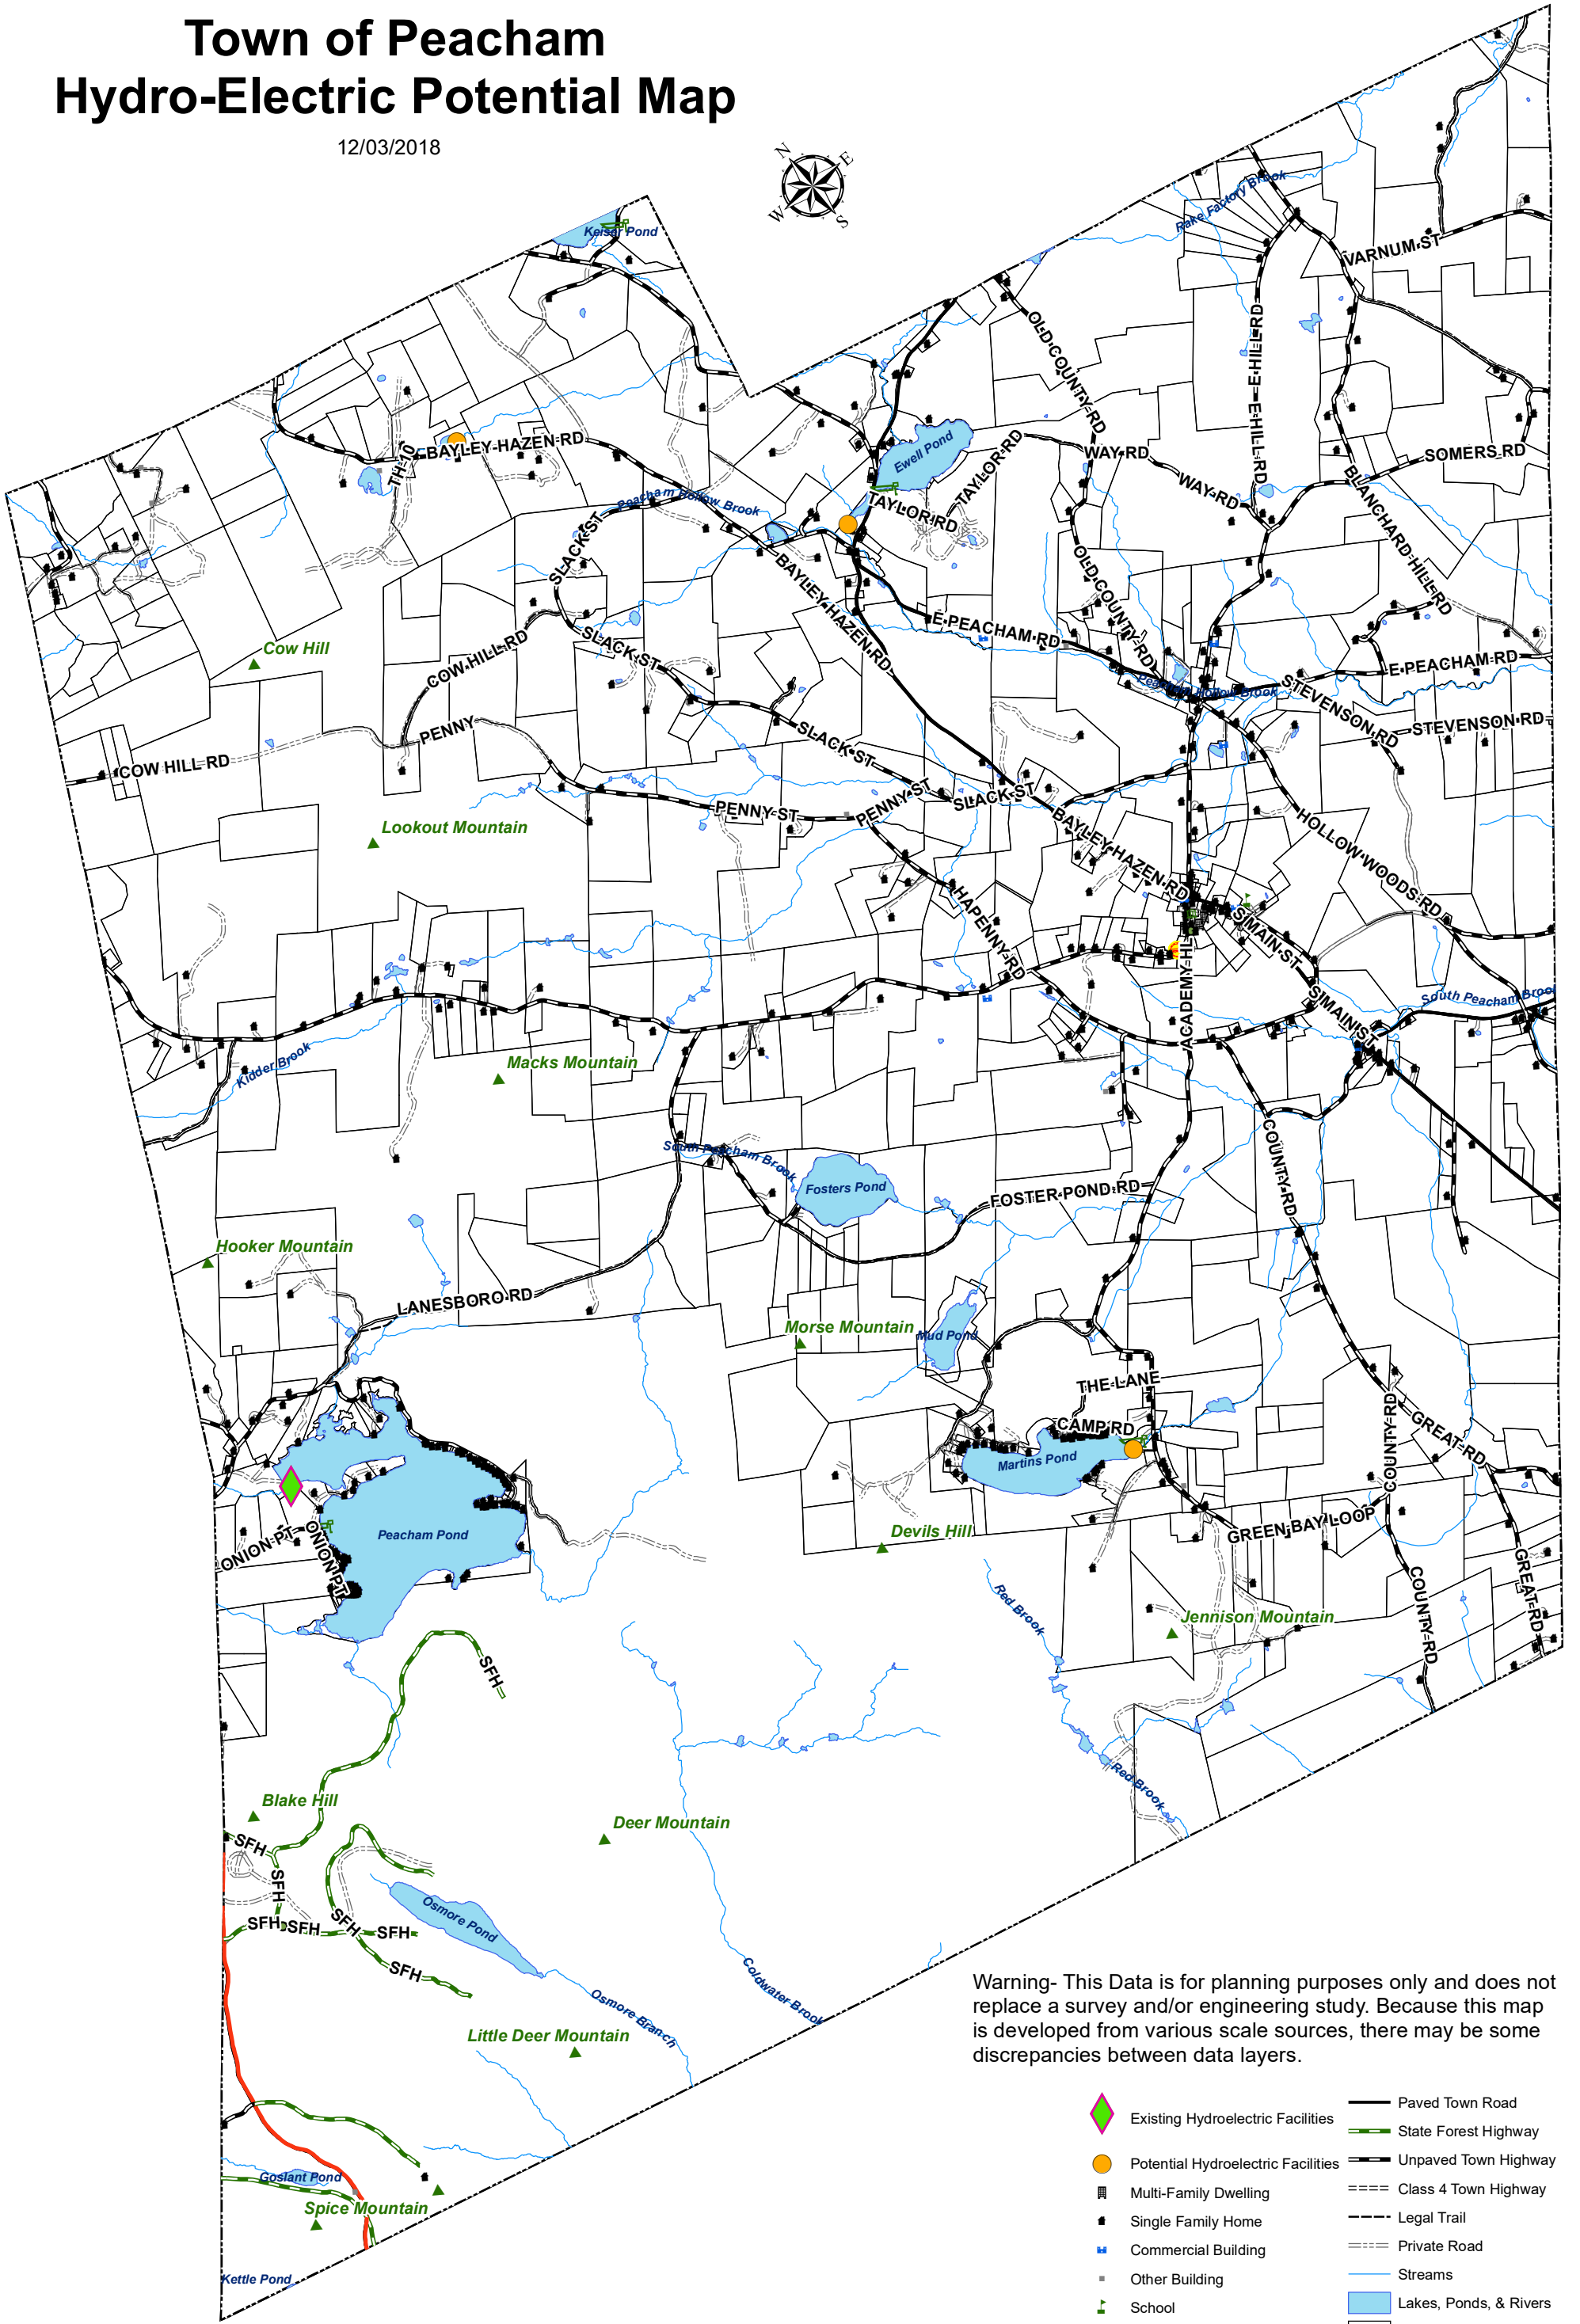 Town of Peacham
Hydro-Electric Potential Map
12/03/2018
N
E
W
S
Keiser Pond
Rake Factory Brook
VARNUM ST
OLD COUNTY RD
E HILL RD
E HILL RD
TH 10
BAYLEY HAZEN RD
Ewell Pond
TAYLOR RD
WAY RD
SOMERS RD
WAY RD
BLANCHARD HILL RD
Peacham Hollow Brook
TAYLOR RD
SLACK ST
BAYLEY HAZEN RD
OLD COUNTY RD
E PEACHAM RD
Cow Hill
COW HILL RD
SLACK ST
E PEACHAM RD
Peacham Hollow Brook
STEVENSON RD
STEVENSON RD
PENNY
SLACK ST
COW HILL RD
PENNY ST
PENNY ST
SLACK ST
Lookout Mountain
BAYLEY HAZEN RD
HOLLOW WOODS RD
HAPENNY RD
S MAIN ST
ACADEMY HL
S MAIN ST
South Peacham Brook
Kidder Brook
Macks Mountain
South Peacham Brook
Fosters Pond
FOSTER POND RD
COUNTY RD
Hooker Mountain
LANESBORO RD
Morse Mountain
Mud Pond
THE LANE
CAMP RD
COUNTY RD
GREAT RD
Martins Pond
Peacham Pond
ONION PT
ONION PT
Devils Hill
GREEN BAY LOOP
GREAT RD
Red Brook
Jennison Mountain
COUNTY RD
SFH
Red Brook
Blake Hill
Deer Mountain
SFH
SFH
Osmore Pond
SFH
SFH
SFH
SFH
SFH
Coldwater Brook
Osmore Branch
Little Deer Mountain
Goslant Pond
Spice Mountain
Kettle Pond
Warning- This Data is for planning purposes only and does not
replace a survey and/or engineering study. Because this map
is developed from various scale sources, there may be some
discrepancies between data layers.
Existing Hydroelectric Facilities
Potential Hydroelectric Facilities
Multi-Family Dwelling
Single Family Home
Commercial Building
Other Building
School
Paved Town Road
State Forest Highway
Unpaved Town Highway
Class 4 Town Highway
Legal Trail
Private Road
Streams
Lakes, Ponds, & Rivers